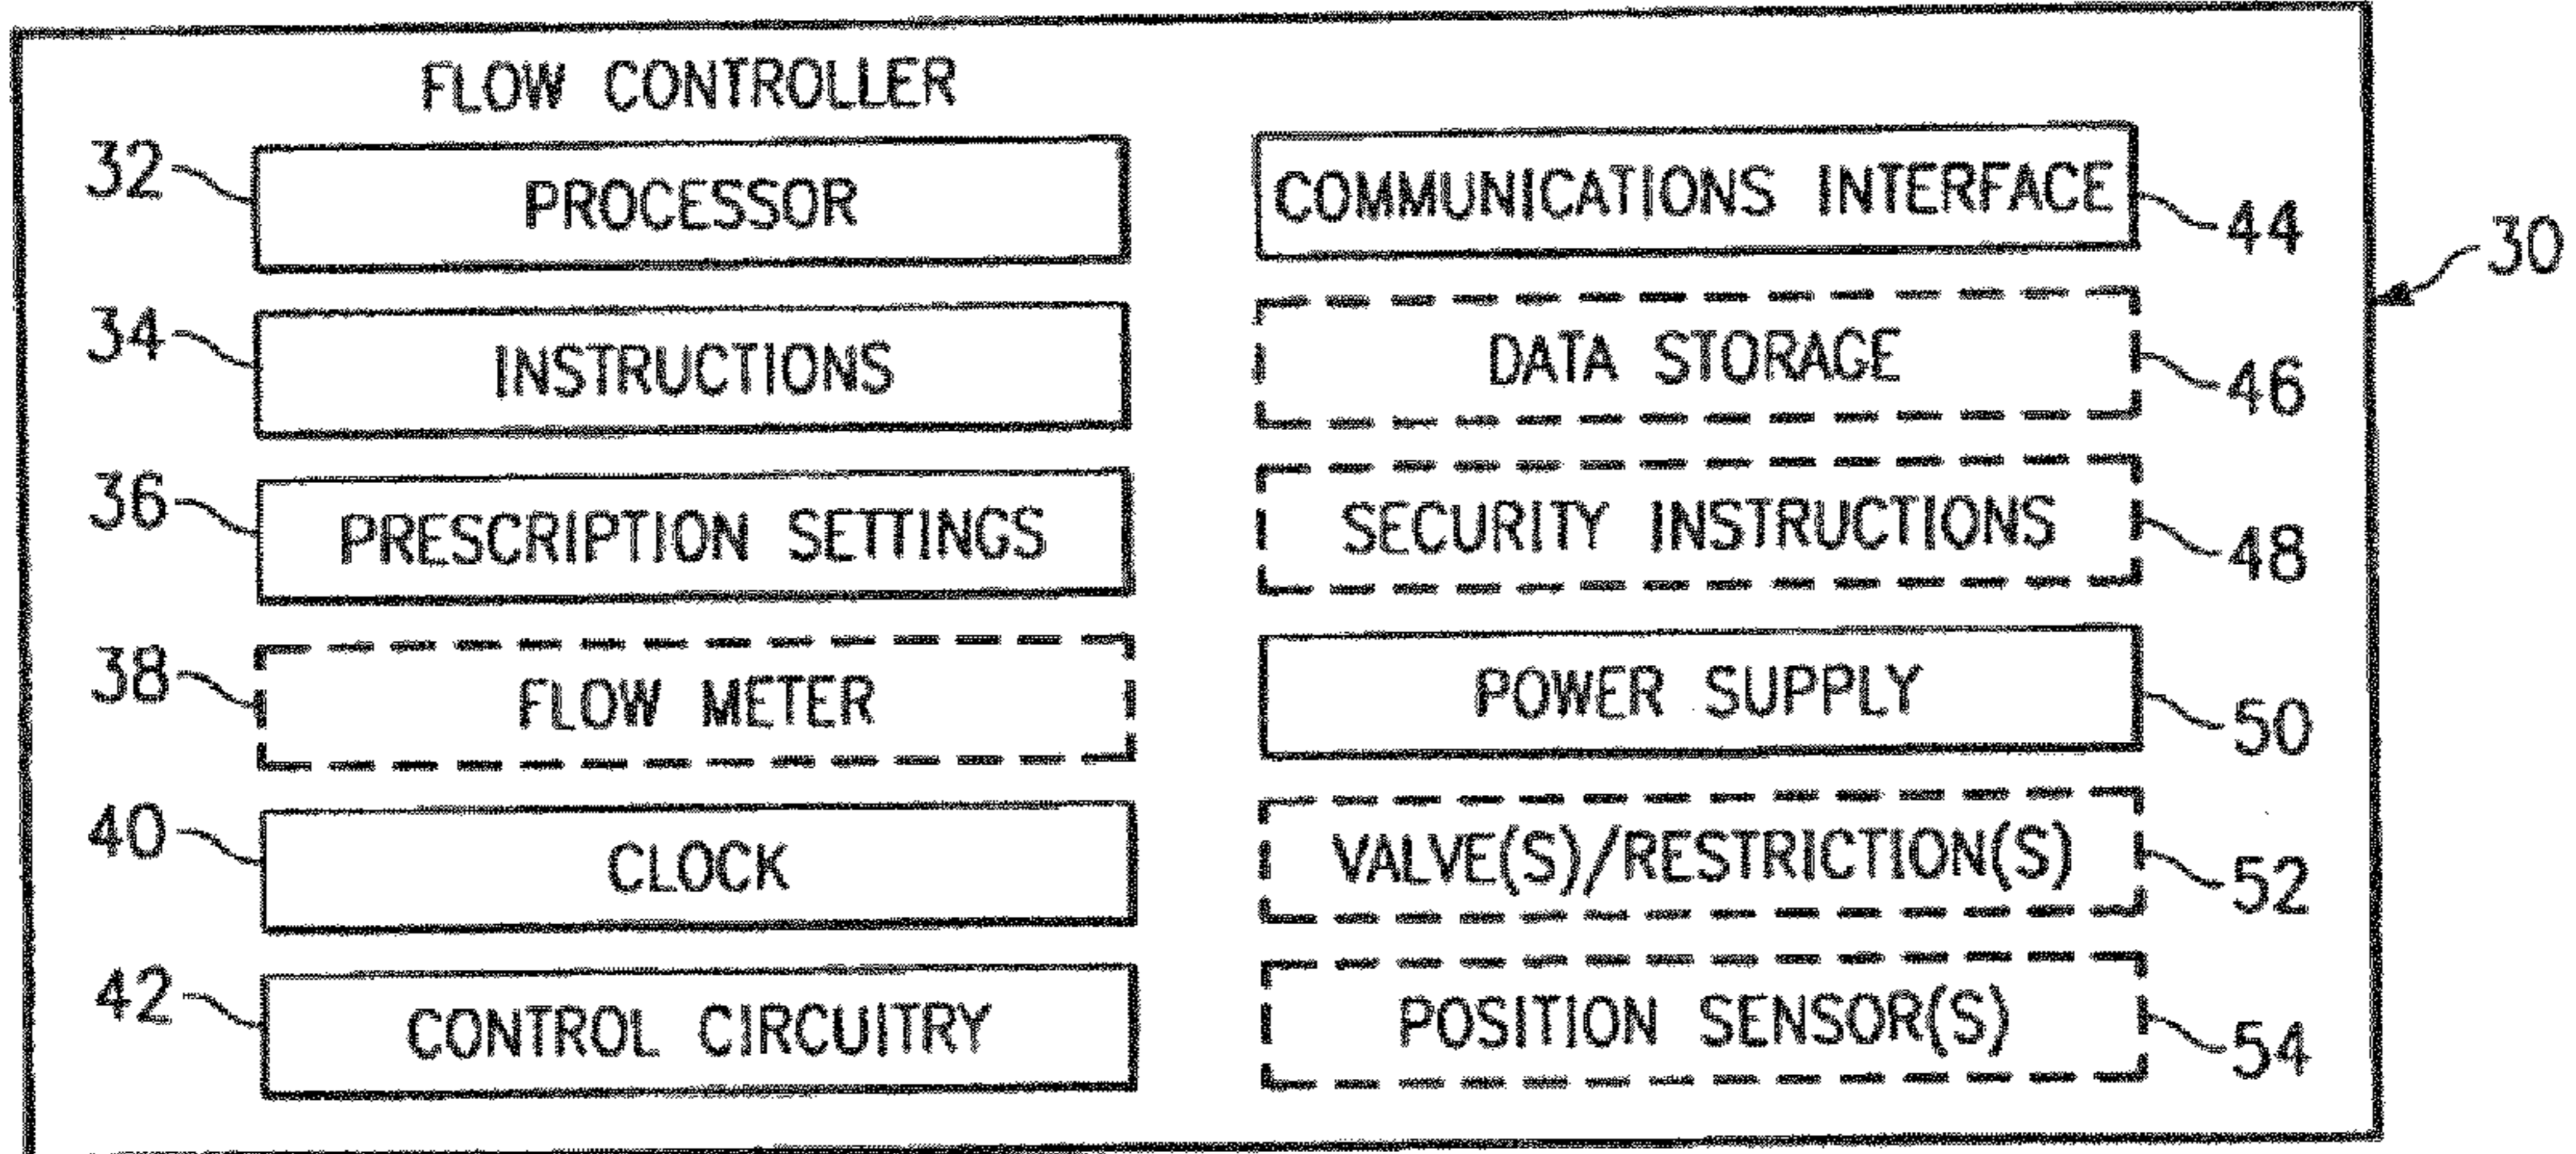 FLOW CONTROLLER
32
PROCESSOR
34
INSTRUCTIONS
36
PRESCRIPTION SETTINGS
38
FLOW METER
40
CLOCK
42
CONTROL CIRCUITRY
COMMUNICATIONS INTERFACE
44
DATA STORAGE
46
SECURITY INSTRUCTIONS
48
POWER SUPPLY
50
VALVE(S)/RESTRICTION(S)
52
POSITION SENSOR(S)
54
30